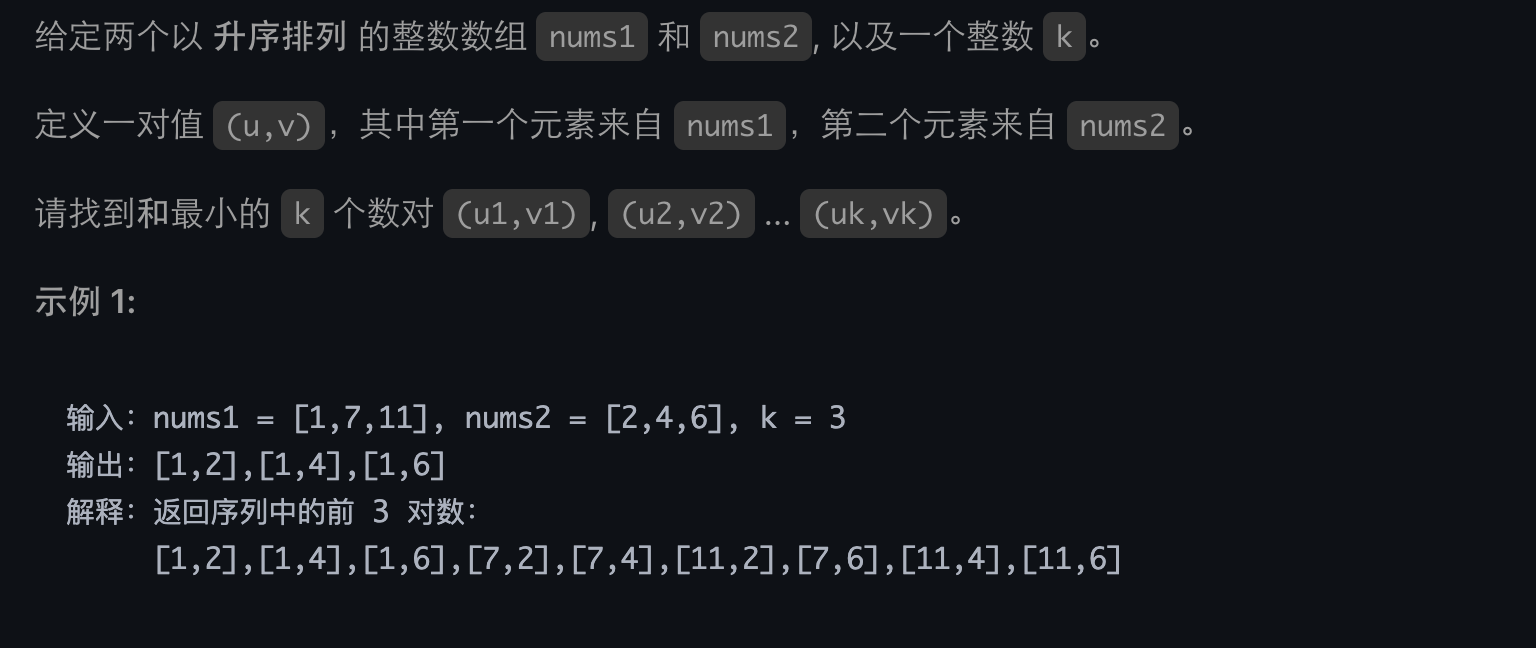 给定两个以 升序排列 的整数数组 nums1 和 nums2, 以及一个整数 k。
定义一对值 (u,v)，其中第一个元素来自 nums1，第二个元素来自 nums2。
请找到和最小的 k 个数对 (u1,v1), (u2,v2) ... (uk,vk)。
示例 1:
输入: nums1 = [1,7,11], nums2 = [2,4,6], k = 3
输出: [1,2],[1,4],[1,6]
解释: 返回序列中的前 3 对数:
[1,2],[1,4],[1,6],[7,2],[7,4],[11,2],[7,6],[11,4],[11,6]